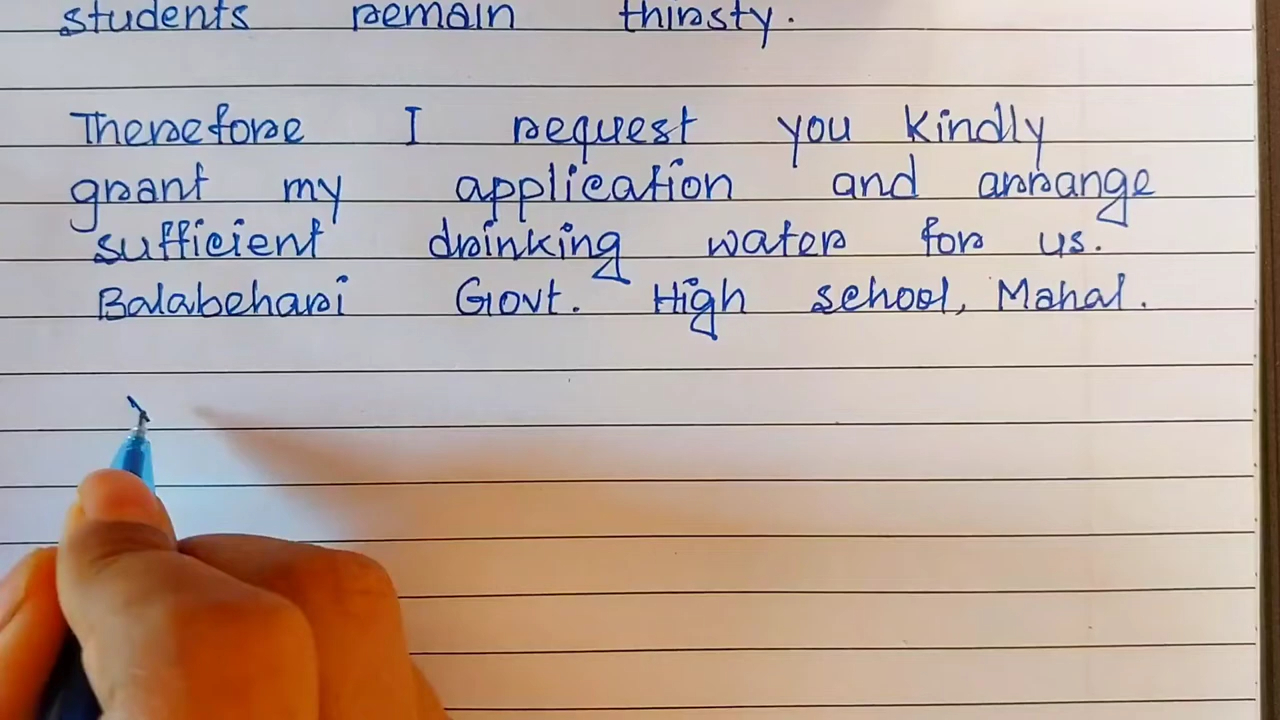 students remain thirsty.
Therefore I request you kindly
grant my application and arrange
sufficient drinking water for us.
Balabehari Govt. High school, Mahal.